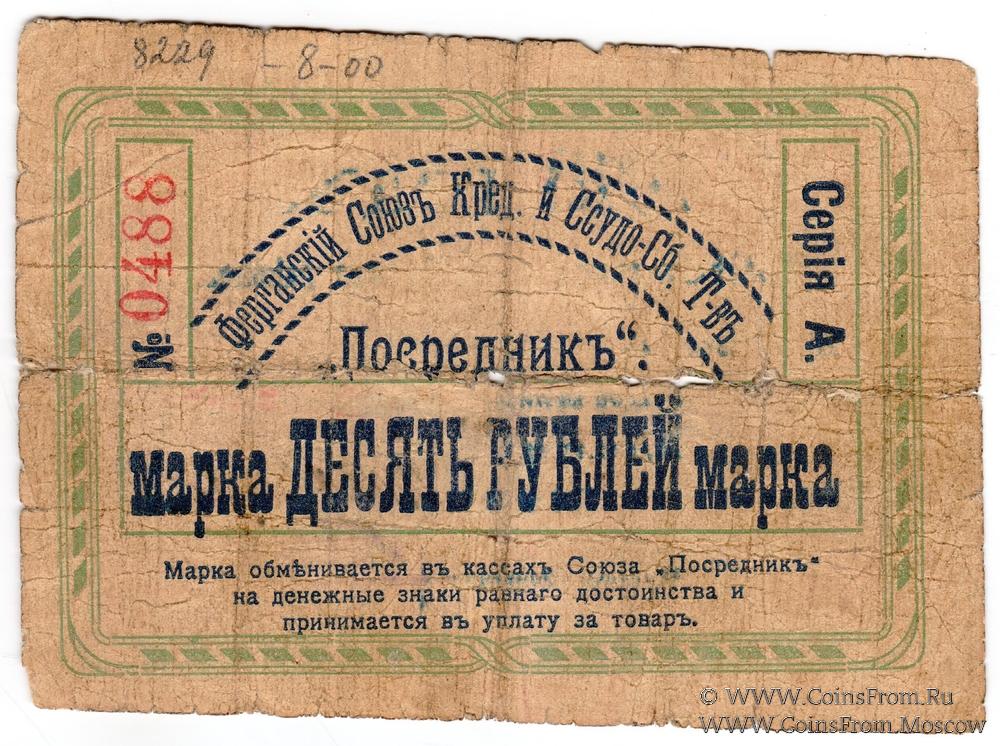 8229 -8-00
№ 0488
Серія А.
Ферганскій Союзъ Кред. и Ссудо-Сб. Т-въ
„Посредникъ“.
марка ДЕСЯТЬ РУБЛЕЙ марка
Марка обмѣнивается въ кассахъ Союза „Посредникъ“
на денежные знаки равнаго достоинства и
принимается въ уплату за товаръ.
© WWW.CoinsFrom.Ru
WWW.CoinsFrom.Moscow